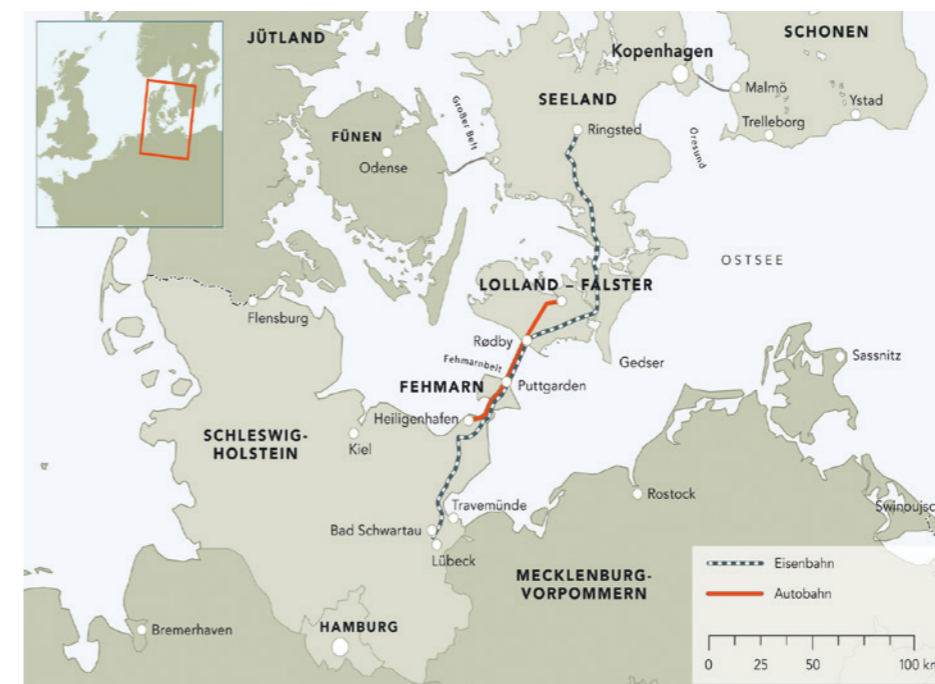 JÜTLAND
SCHONEN
Kopenhagen
Malmö
SEELAND
Großer Belt
Ystad
Trelleborg
Ringsted
FÜNEN
Öresund
Odense
OSTSEE
LOLLAND – FALSTER
Flensburg
Rødby
Fehmarnbelt
Gedser
Sassnitz
FEHMARN
Puttgarden
Heiligenhafen
SCHLESWIG-
HOLSTEIN
Kiel
Rostock
Travemünde
Swinoujsc
Bad Schwartau
Lübeck
Eisenbahn
MECKLENBURG-
VORPOMMERN
Autobahn
HAMBURG
Bremerhaven
0 25 50 100 km